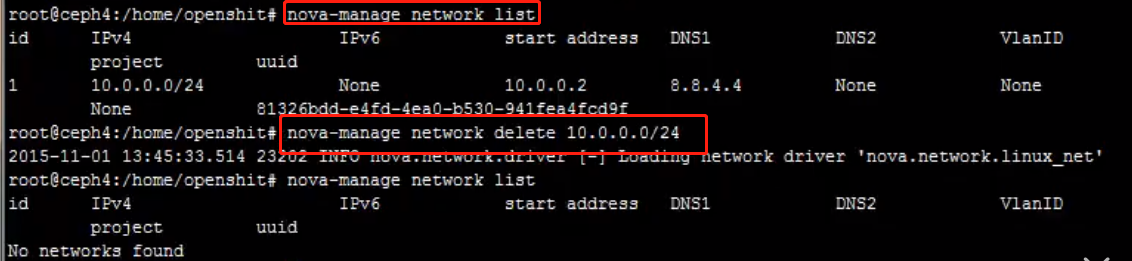 root@ceph4:/home/openshit# nova-manage network list
id IPv4 IPv6 start address DNS1 DNS2 VlanID
project uuid
1 10.0.0.0/24 None 10.0.0.2 8.8.4.4 None None
None 81326bdd-e4fd-4ea0-b530-941fea4fcd9f
root@ceph4:/home/openshit# nova-manage network delete 10.0.0.0/24
2015-11-01 13:45:33.514 23202 INFO nova.network.driver [-] Loading network driver 'nova.network.linux_net'
root@ceph4:/home/openshit# nova-manage network list
id IPv4 IPv6 start address DNS1 DNS2 VlanID
project uuid
No networks found